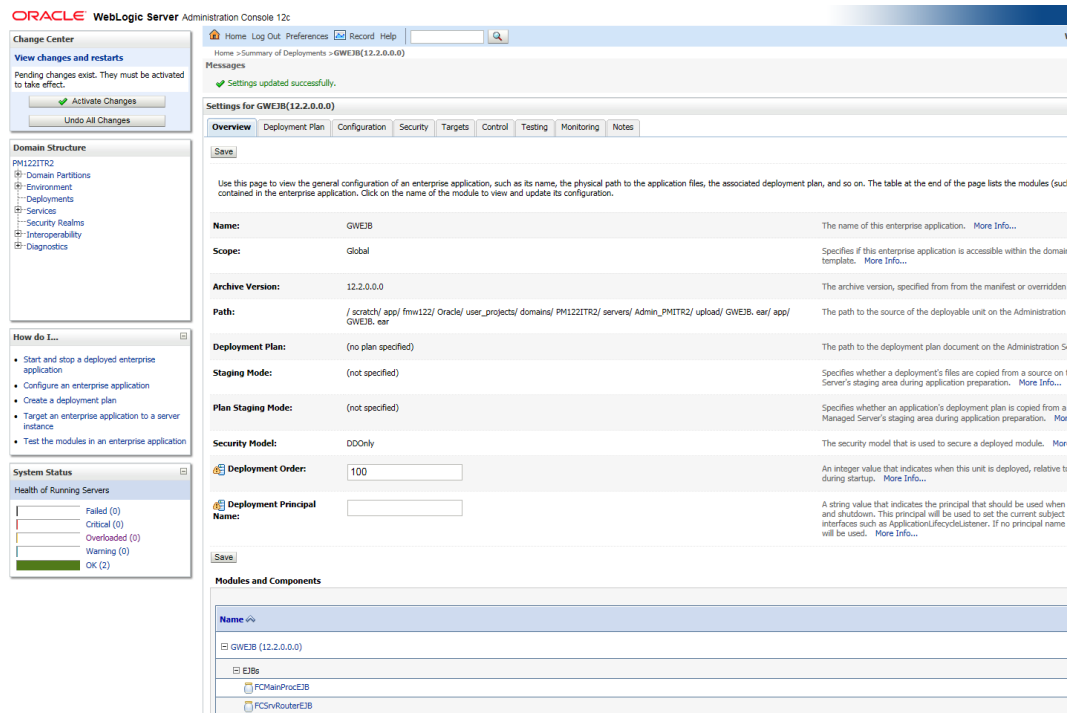 ORACLE WebLogic Server Administration Console 12c
Change Center
View changes and restarts
Pending changes exist. They must be activated
to take effect.
Activate Changes
Undo All Changes
Domain Structure
PM122ITR2
Domain Partitions
Environment
Deployments
Services
Security Realms
Interoperability
Diagnostics
How do I...
Start and stop a deployed enterprise
application
Configure an enterprise application
Create a deployment plan
Target an enterprise application to a server
instance
Test the modules in an enterprise application
System Status
Health of Running Servers
Failed (0)
Critical (0)
Overloaded (0)
Warning (0)
OK (2)
Home Log Out Preferences Record Help
Home >Summary of Deployments >GWEJB(12.2.0.0.0)
Messages
Settings updated successfully.
Settings for GWEJB(12.2.0.0.0)
Overview Deployment Plan Configuration Security Targets Control Testing Monitoring Notes
Save
Use this page to view the general configuration of an enterprise application, such as its name, the physical path to the application files, the associated deployment plan, and so on. The table at the end of the page lists the modules (suc
contained in the enterprise application. Click on the name of the module to view and update its configuration.
Name: GWEJB The name of this enterprise application. More Info...
Scope: Global Specifies if this enterprise application is accessible within the domain
template. More Info...
Archive Version: 12.2.0.0.0 The archive version, specified from from the manifest or overridden
Path: / scratch/ app/ fmw122/ Oracle/ user_projects/ domains/ PM122ITR2/ servers/ Admin_PMITR2/ upload/ GWEJB. ear/ app/ The path to the source of the deployable unit on the Administration
GWEJB. ear
Deployment Plan: (no plan specified) The path to the deployment plan document on the Administration S
Staging Mode: (not specified) Specifies whether a deployment's files are copied from a source on
Server's staging area during application preparation. More Info...
Plan Staging Mode: (not specified) Specifies whether an application's deployment plan is copied from a
Managed Server's staging area during application preparation. Mor
Security Model: DDOnly The security model that is used to secure a deployed module. Mor
Deployment Order: 100 An integer value that indicates when this unit is deployed, relative to
during startup. More Info...
Deployment Principal A string value that indicates the principal that should be used when
Name: and shutdown. This principal will be used to set the current subject
interfaces such as ApplicationLifecycleListener. If no principal name
will be used. More Info...
Save
Modules and Components
Name
GWEJB (12.2.0.0.0)
EJBs
FCMainProcEJB
FCSrvRouterEJB